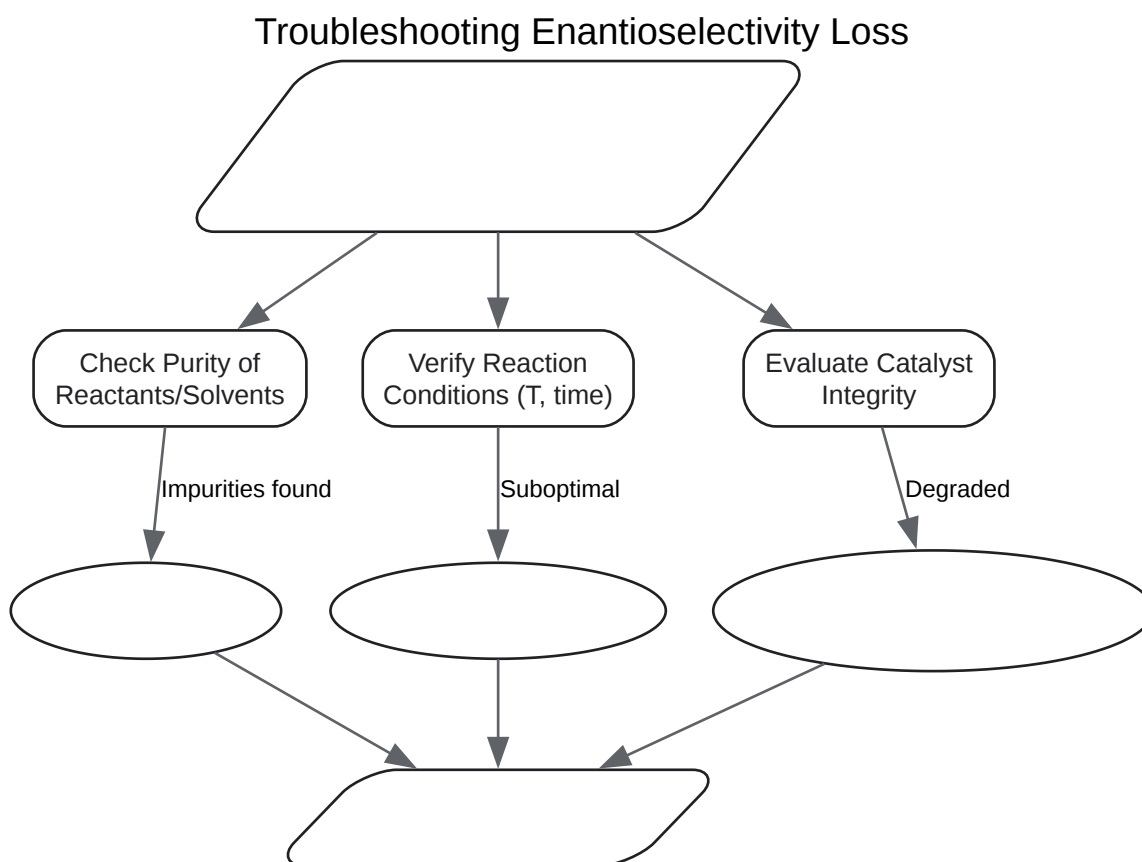 Troubleshooting Enantioselectivity Loss
Check Purity of
Reactants/Solvents
Verify Reaction
Conditions (T, time)
Evaluate Catalyst
Integrity
Impurities found
Suboptimal
Degraded